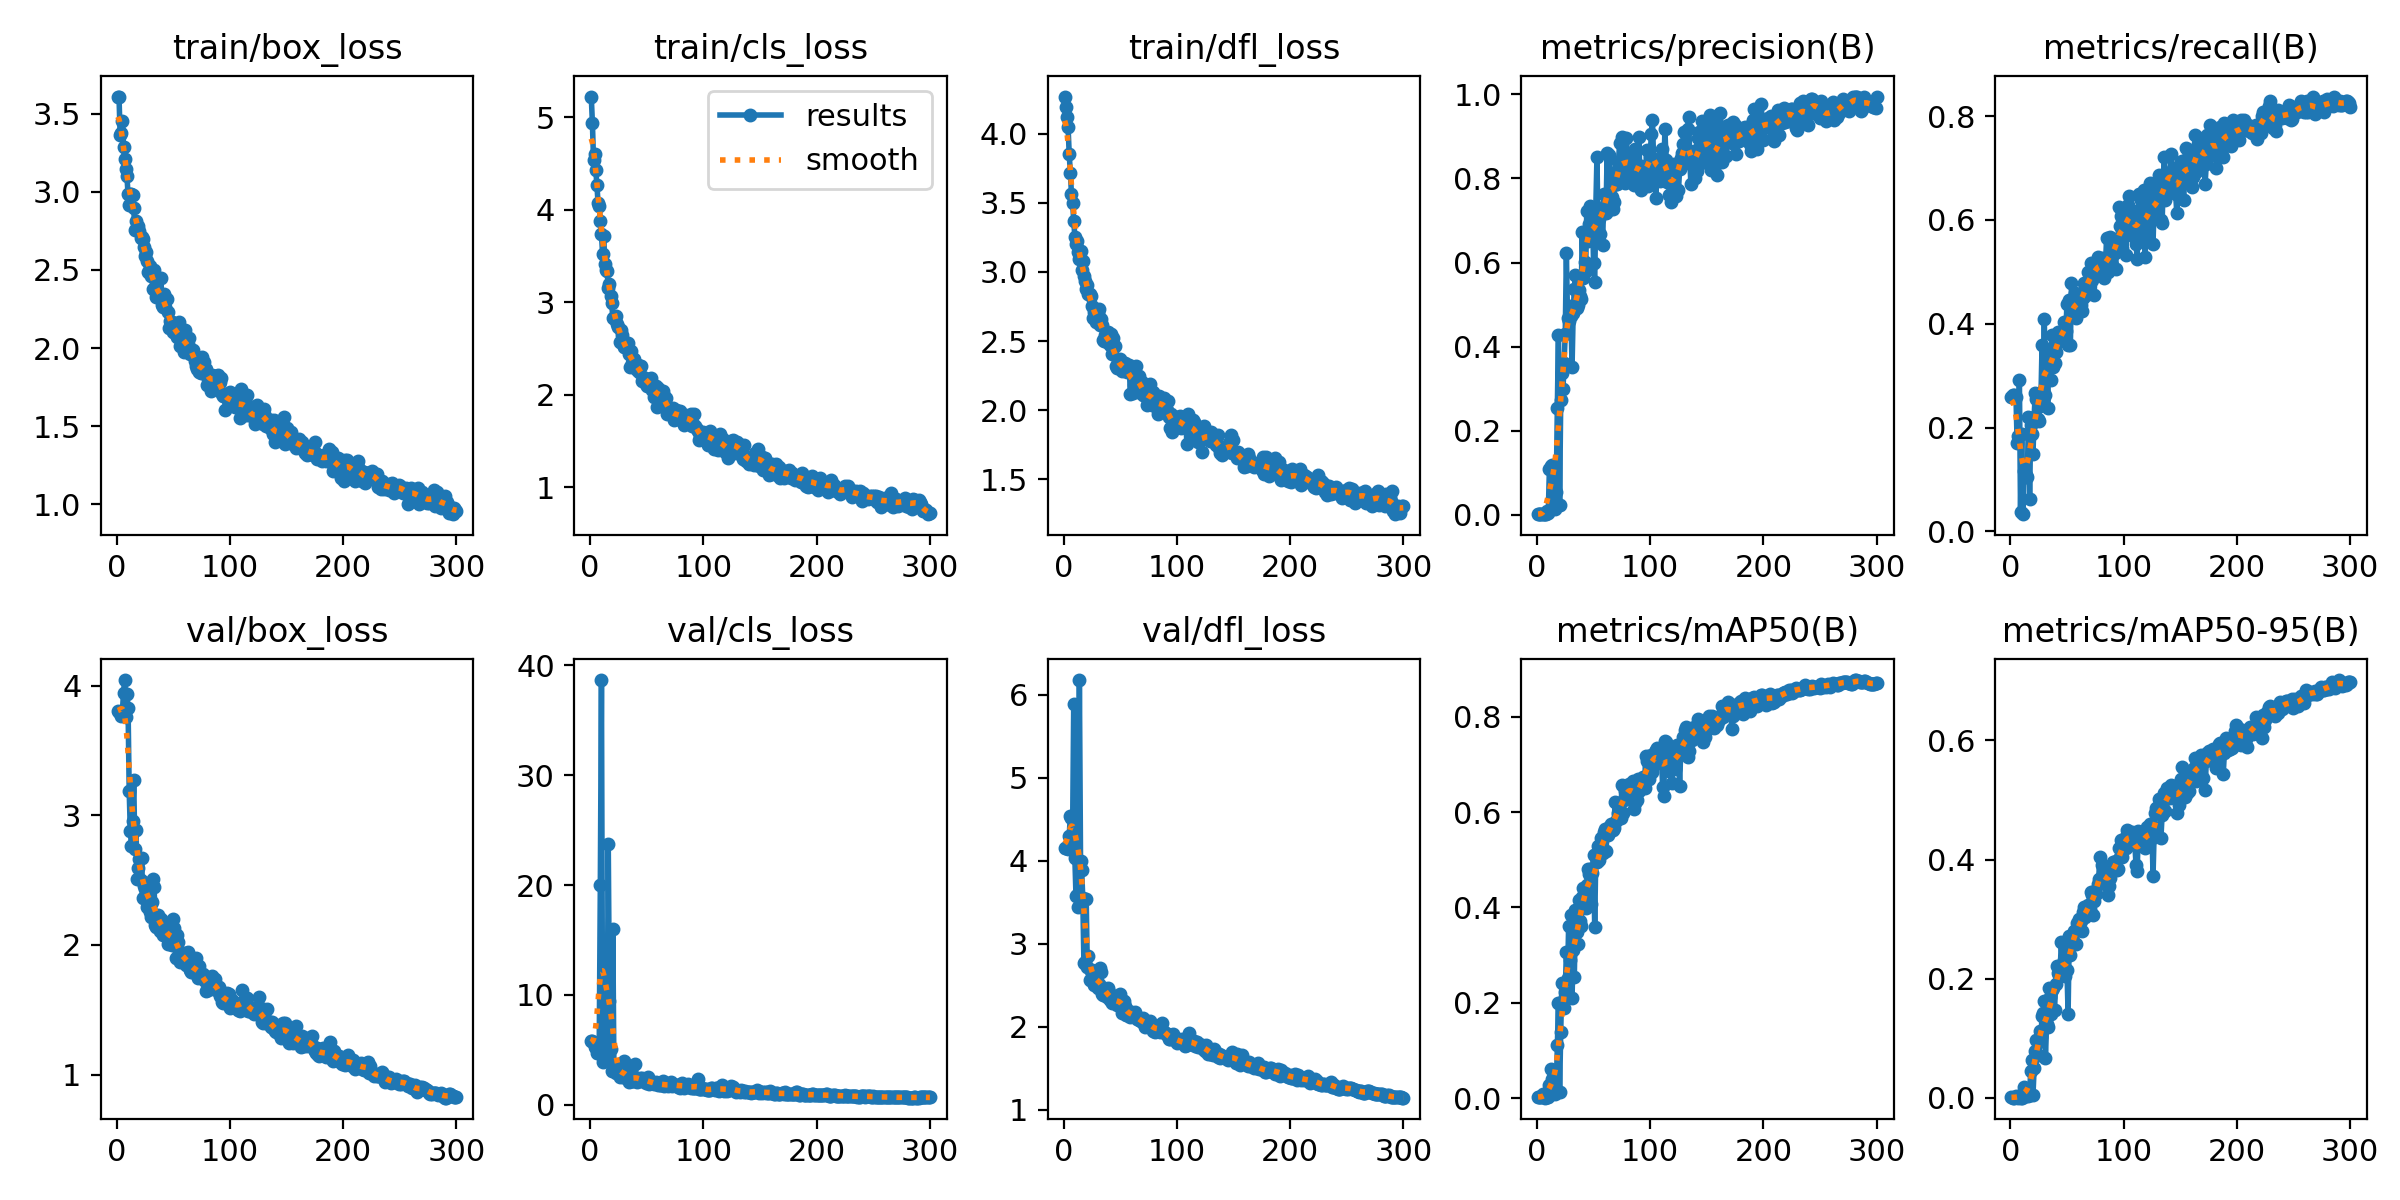 train/box_loss
3.5
3.0
2.5
2.0
1.5
1.0
0 100 200 300
train/cls_loss
results
smooth
5
4
3
2
1
0 100 200 300
train/dfl_loss
4.0
3.5
3.0
2.5
2.0
1.5
0 100 200 300
metrics/precision(B)
1.0
0.8
0.6
0.4
0.2
0.0
0 100 200 300
metrics/recall(B)
0.8
0.6
0.4
0.2
0.0
0 100 200 300
val/box_loss
4
3
2
1
0 100 200 300
val/cls_loss
40
30
20
10
0
0 100 200 300
val/dfl_loss
6
5
4
3
2
1
0 100 200 300
metrics/mAP50(B)
0.8
0.6
0.4
0.2
0.0
0 100 200 300
metrics/mAP50-95(B)
0.6
0.4
0.2
0.0
0 100 200 300